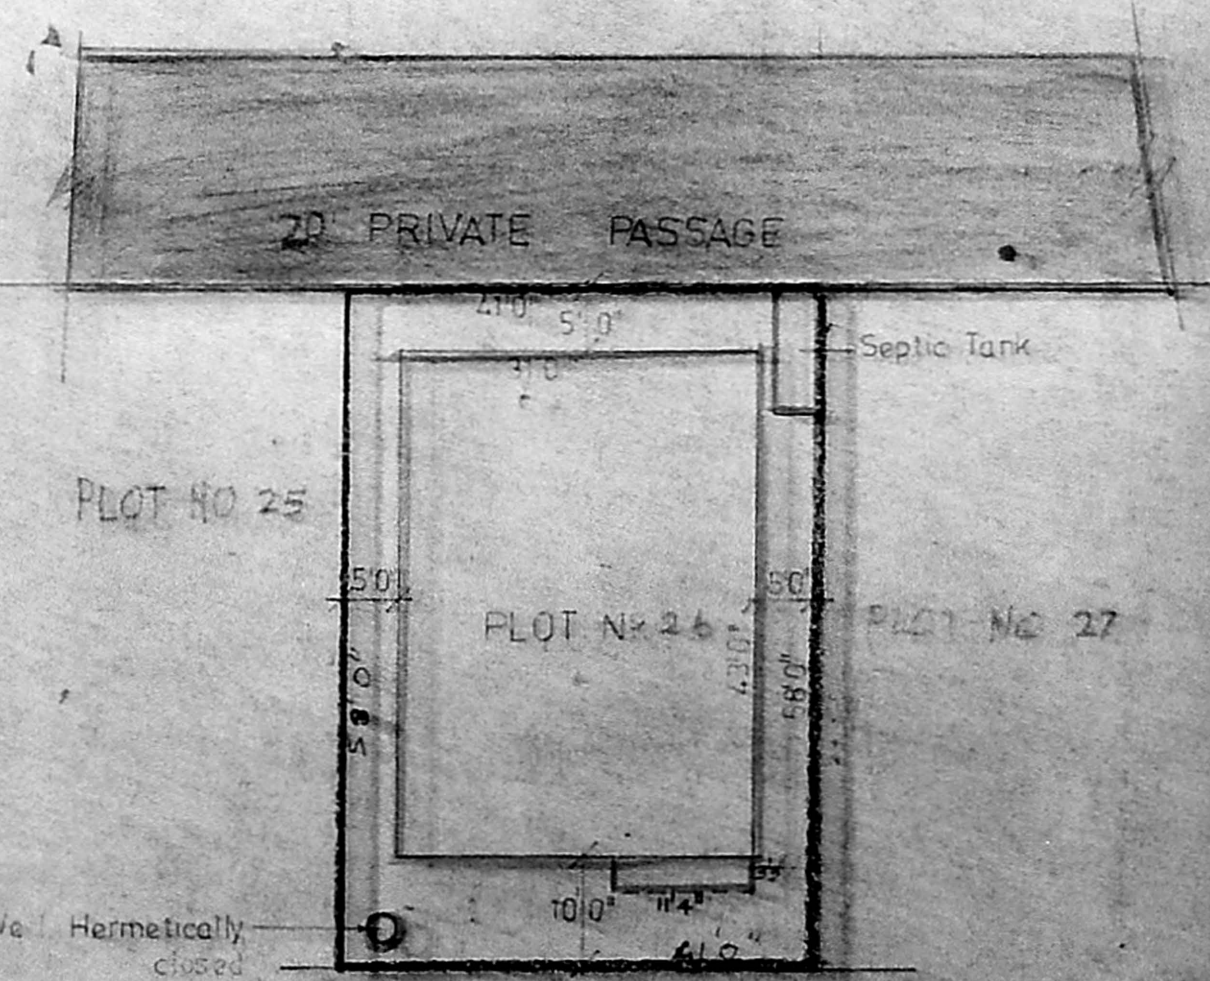 20' PRIVATE PASSAGE
41'0"
5'0"
31'0"
Septic Tank
PLOT NO 25
5'0"
5'0"
PLOT No 26
PLOT No 27
43'0"
58'0"
58'0"
10'0"
11'4"
41'0"
Hermetically
closed